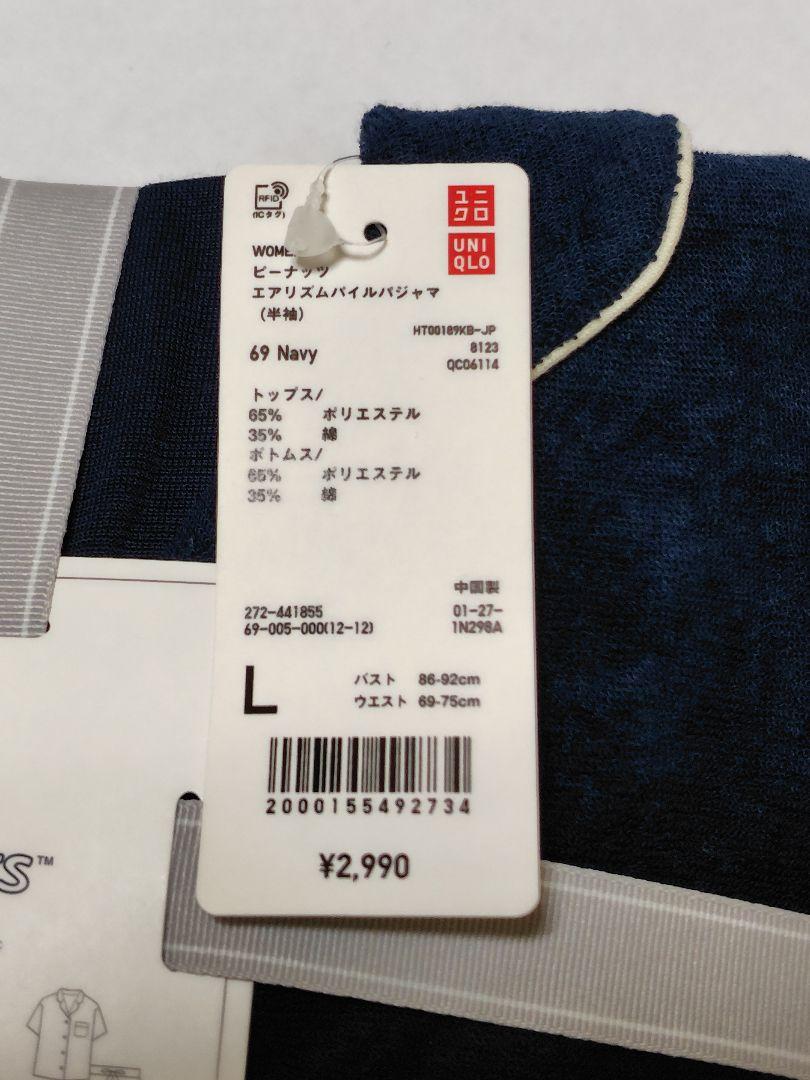 RFID
(ICタグ)
ユニ
クロ
UNI
QLO
ピーナッツ
エアリズムパイルパジャマ
(半袖)
HT00189KB-JP
69 Navy
8123
QC06114
トップス/
65% ポリエステル
35% 綿
ボトムス/
65% ポリエステル
35% 綿
中国製
272-441855
01-27-
69-005-000(12-12)
1N298A
L
バスト 86-92cm
ウエスト 69-75cm
2000155492734
¥2,990
TM